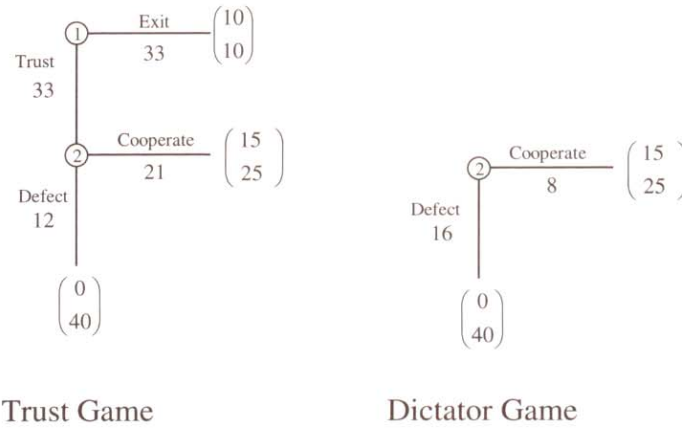 1
Exit
33
10
10
Trust
33
2
Cooperate
21
15
25
Defect
12
0
40
Trust Game
2
Cooperate
8
15
25
Defect
16
0
40
Dictator Game